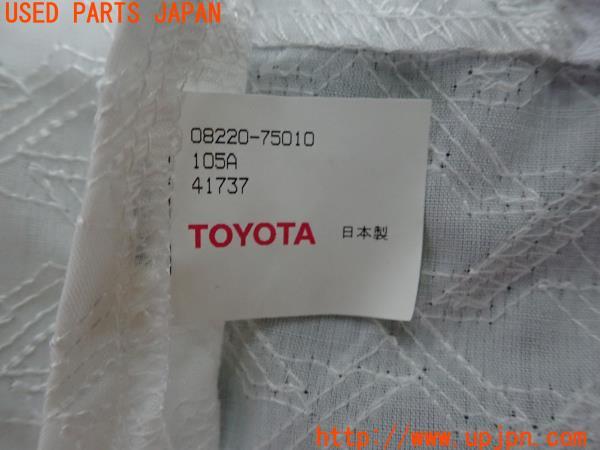 USED PARTS JAPAN
08220-75010
105A
41737
TOYOTA 日本製
http://www.upjpn.com